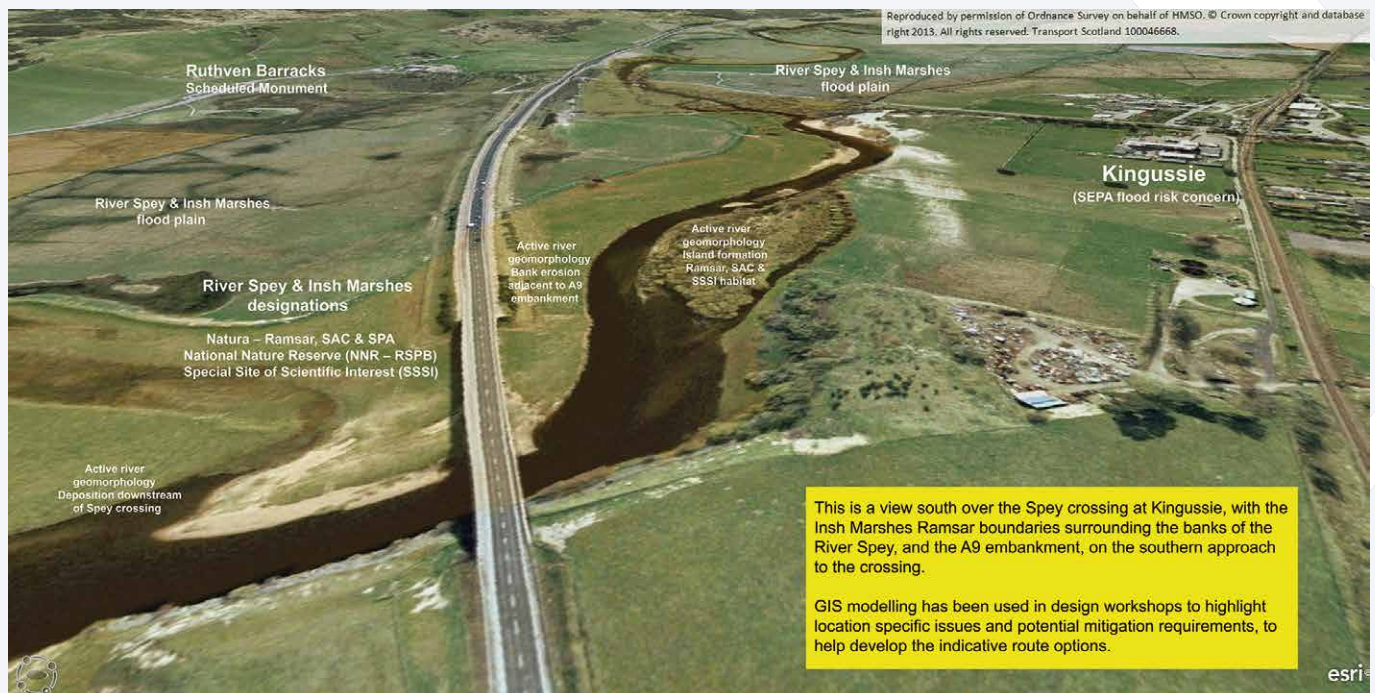 Reproduced by permission of Ordnance Survey on behalf of HMSO. © Crown copyright and database
right 2013. All rights reserved. Transport Scotland 100046668.
Ruthven Barracks
Scheduled Monument
River Spey & Insh Marshes
flood plain
Kingussie
(SEPA flood risk concern)
River Spey & Insh Marshes
flood plain
Active river
geomorphology
Bank erosion
adjacent to A9
embankment
Active river
geomorphology
Island formation
Ramsar, SAC &
SSSI habitat
River Spey & Insh Marshes
designations
Natura – Ramsar, SAC & SPA
National Nature Reserve (NNR – RSPB)
Special Site of Scientific Interest (SSSI)
Active river
geomorphology
Deposition downstream
of Spey crossing
This is a view south over the Spey crossing at Kingussie, with the
Insh Marshes Ramsar boundaries surrounding the banks of the
River Spey, and the A9 embankment, on the southern approach
to the crossing.
GIS modelling has been used in design workshops to highlight
location specific issues and potential mitigation requirements, to
help develop the indicative route options.
esri